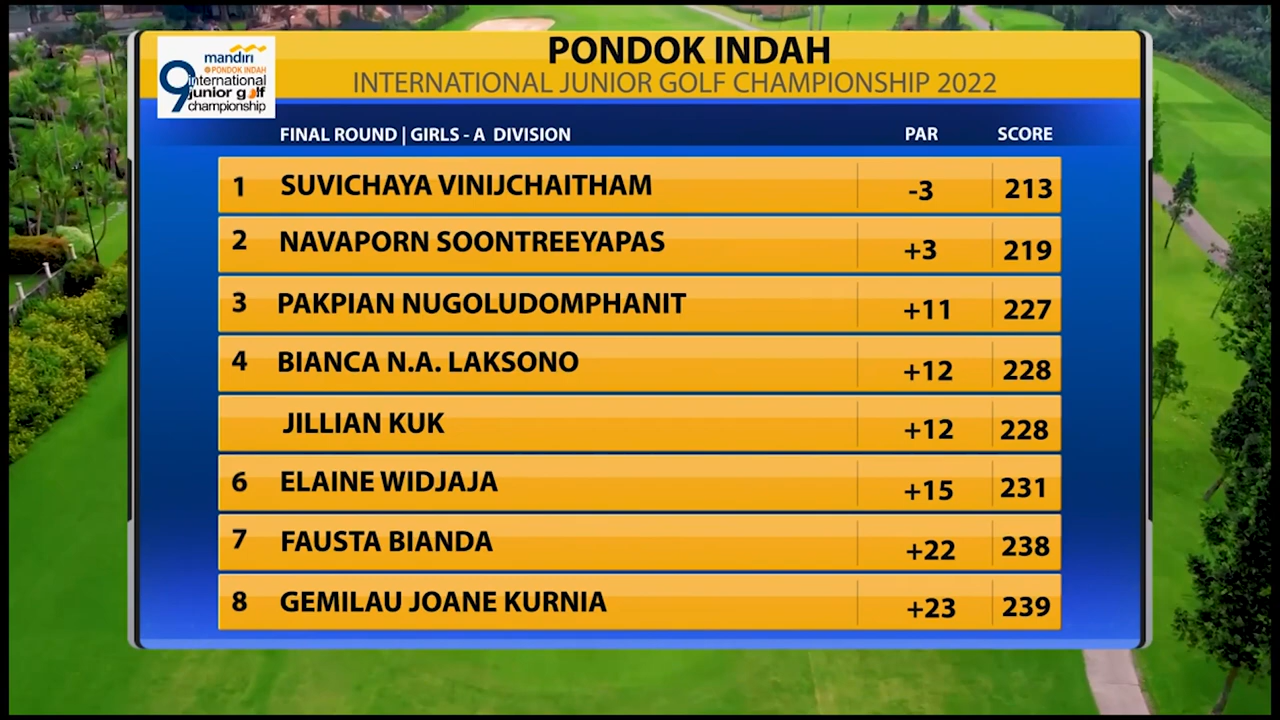 PONDOK INDAH
INTERNATIONAL JUNIOR GOLF CHAMPIONSHIP 2022
mandiri
PONDOK INDAH
9 international
junior golf
championship
FINAL ROUND | GIRLS - A DIVISION PAR SCORE
1 SUVICHAYA VINIJCHAITHAM -3 213
2 NAVAPORN SOONTREEYAPAS +3 219
3 PAKPIAN NUGOLUDOMPHANIT +11 227
4 BIANCA N.A. LAKSONO +12 228
JILLIAN KUK +12 228
6 ELAINE WIDJAJA +15 231
7 FAUSTA BIANDA +22 238
8 GEMILAU JOANE KURNIA +23 239